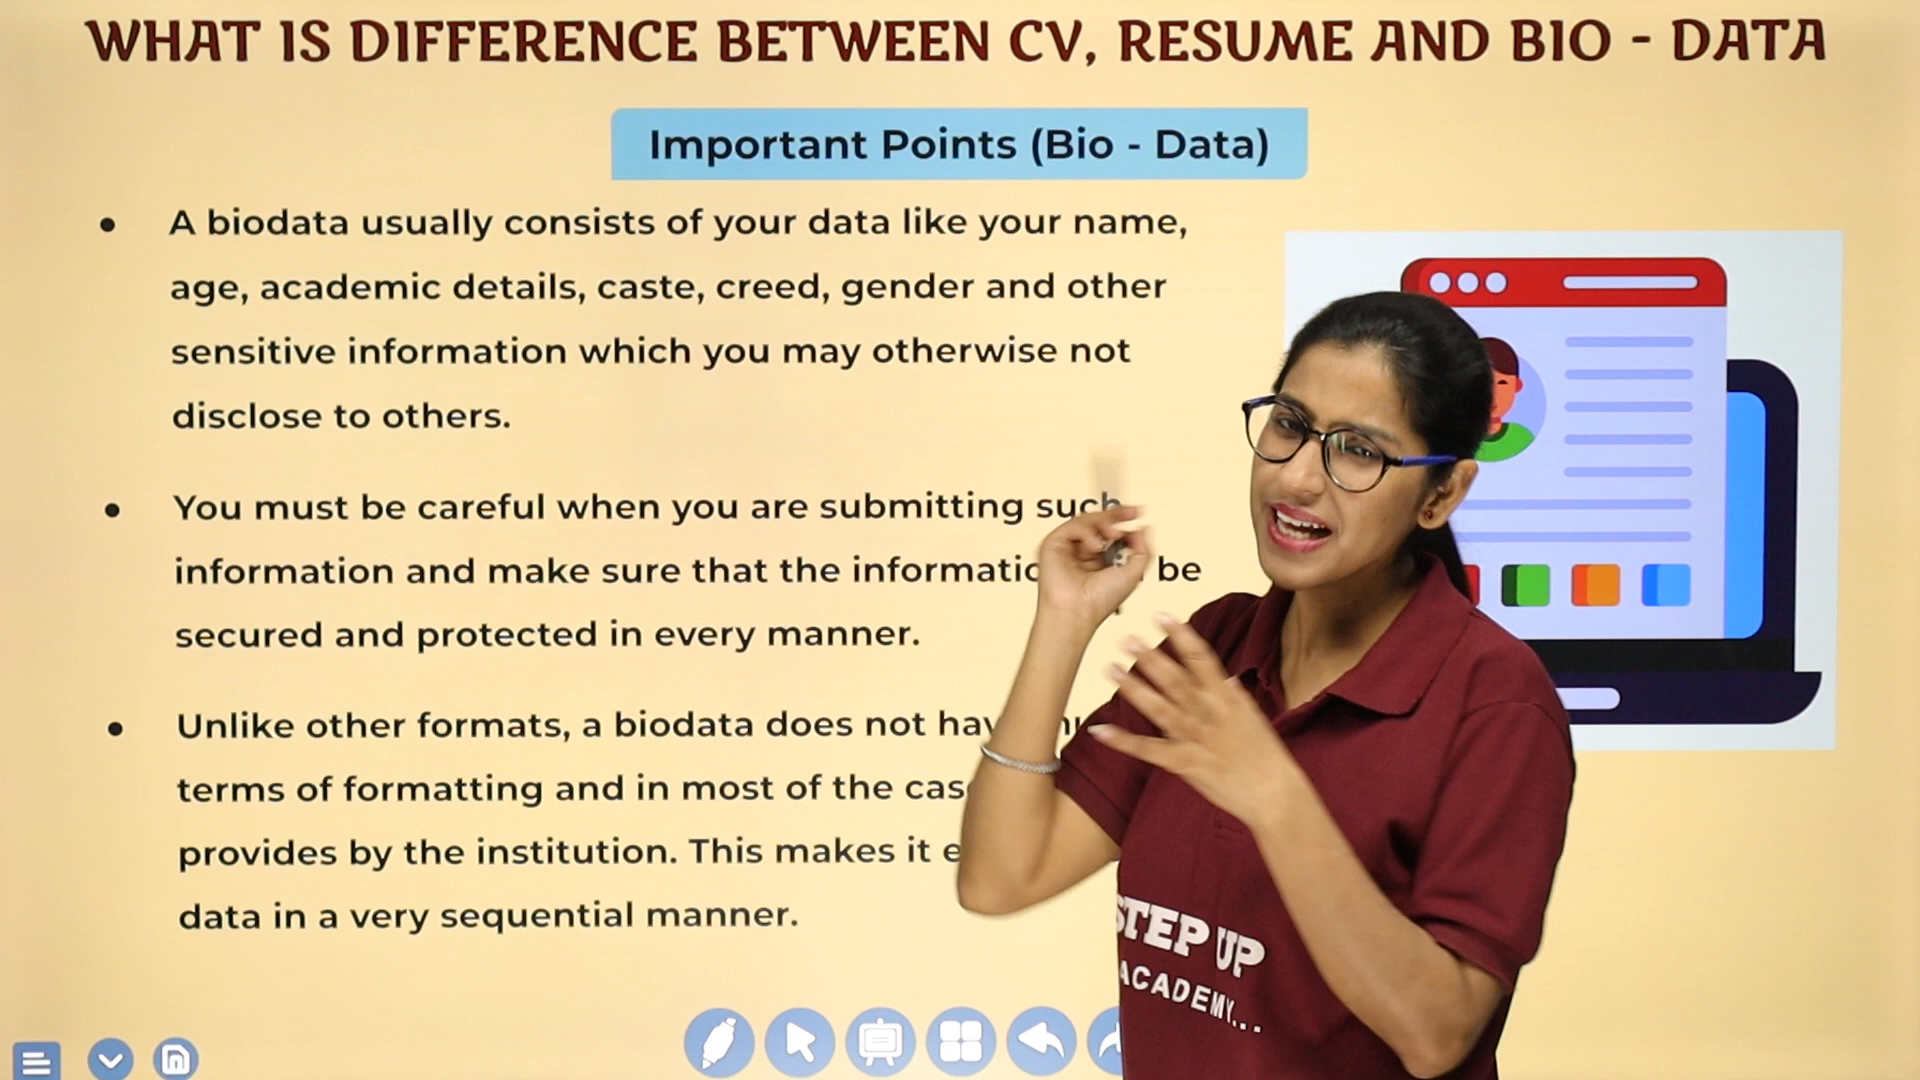 WHAT IS DIFFERENCE BETWEEN CV, RESUME AND BIO - DATA
Important Points (Bio - Data)
• A biodata usually consists of your data like your name,
age, academic details, caste, creed, gender and other
sensitive information which you may otherwise not
disclose to others.
• You must be careful when you are submitting such
information and make sure that the be
secured and protected in every manner.
• Unlike other formats, a biodata does not
terms of formatting and in most of the
provides by the institution. This makes it
data in a very sequential manner.
STEP UP
ACADEMY...